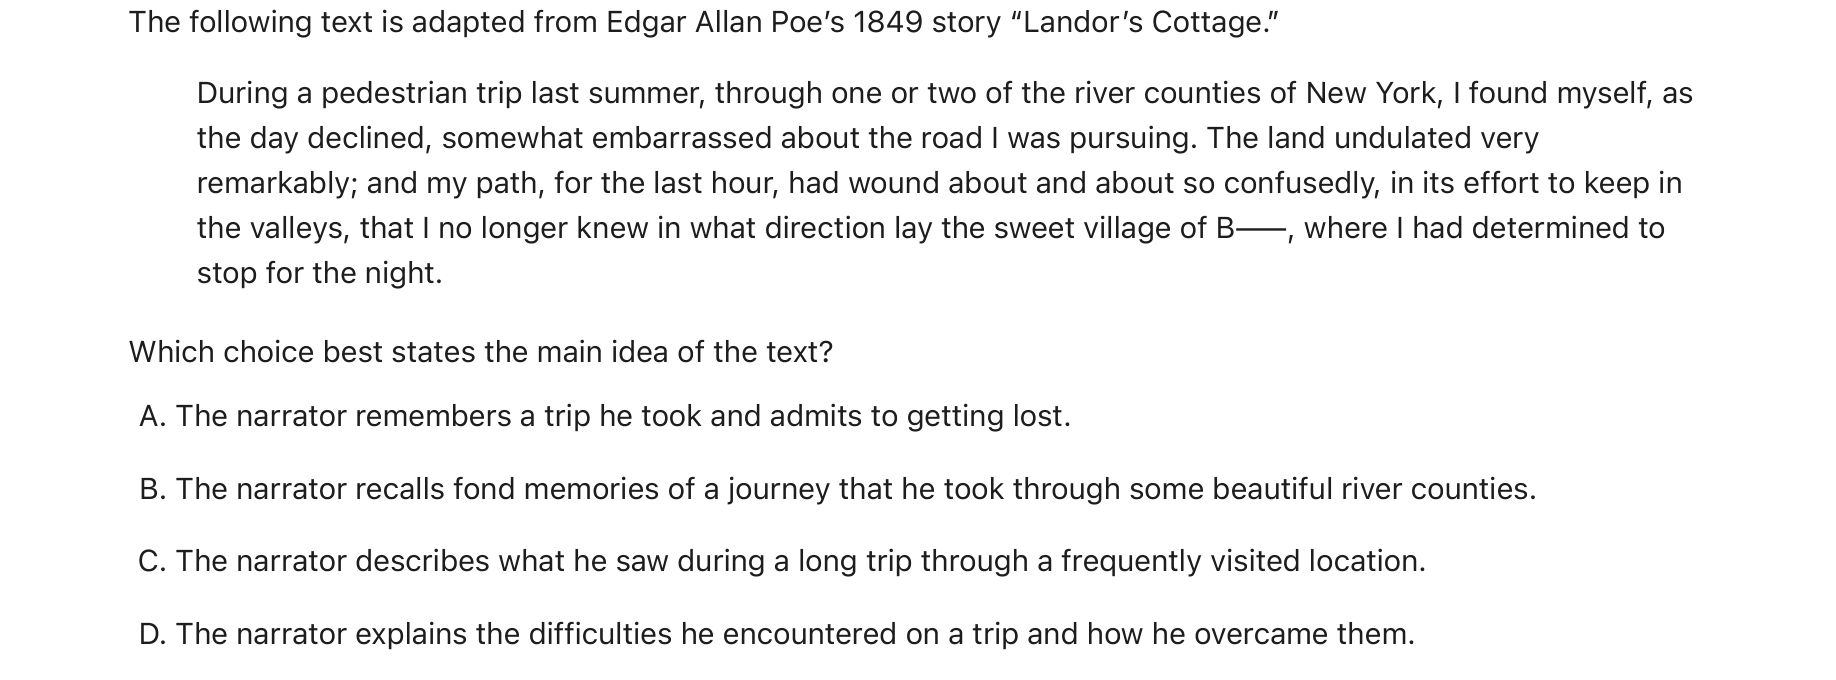 The following text is adapted from Edgar Allan Poe’s 1849 story “Landor’s Cottage.”
During a pedestrian trip last summer, through one or two of the river counties of New York, I found myself, as
the day declined, somewhat embarrassed about the road I was pursuing. The land undulated very
remarkably; and my path, for the last hour, had wound about and about so confusedly, in its effort to keep in
the valleys, that I no longer knew in what direction lay the sweet village of B——, where I had determined to
stop for the night.
Which choice best states the main idea of the text?
A. The narrator remembers a trip he took and admits to getting lost.
B. The narrator recalls fond memories of a journey that he took through some beautiful river counties.
C. The narrator describes what he saw during a long trip through a frequently visited location.
D. The narrator explains the difficulties he encountered on a trip and how he overcame them.